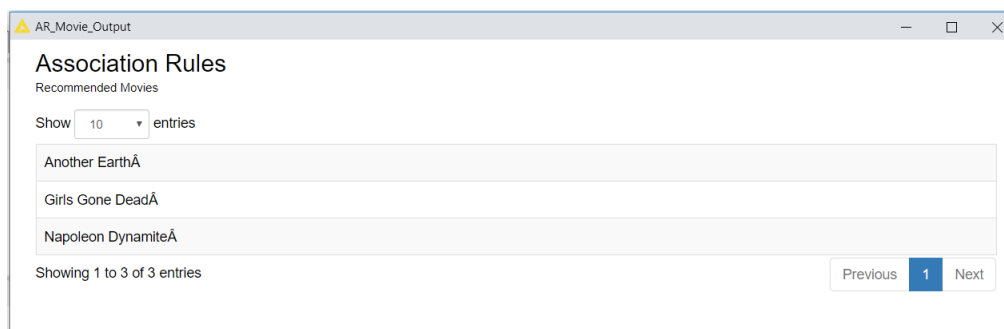 AR_Movie_Output
Association Rules
Recommended Movies
Show 10 entries
Another EarthÂ
Girls Gone DeadÂ
Napoleon DynamiteÂ
Showing 1 to 3 of 3 entries
Previous 1 Next